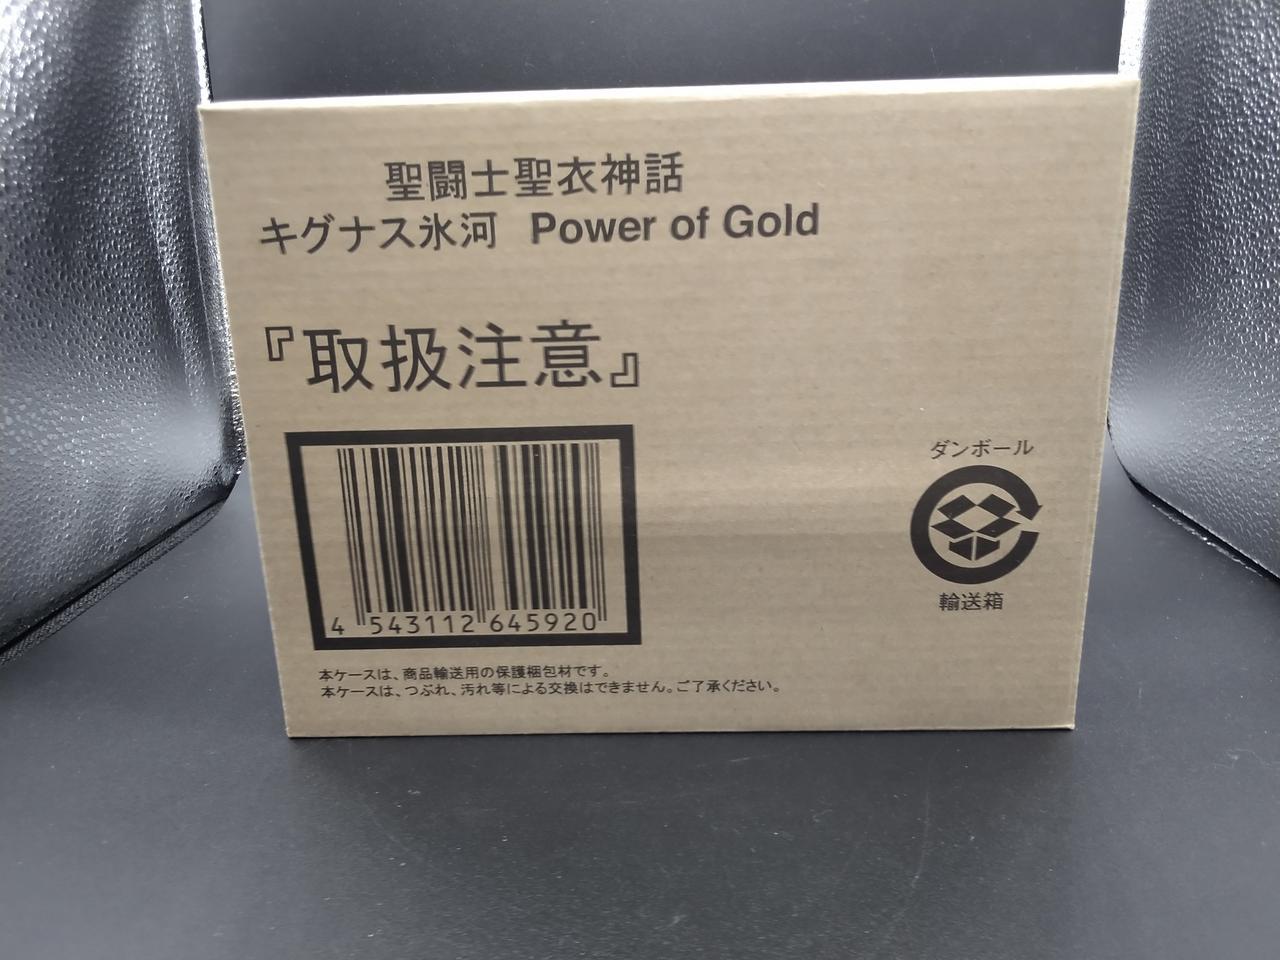 聖闘士聖衣神話
キグナス氷河 Power of Gold
『取扱注意』
4 543112 645920
本ケースは、商品輸送用の保護梱包材です。
本ケースは、つぶれ、汚れ等による交換はできません。ご了承ください。
ダンボール
輸送箱